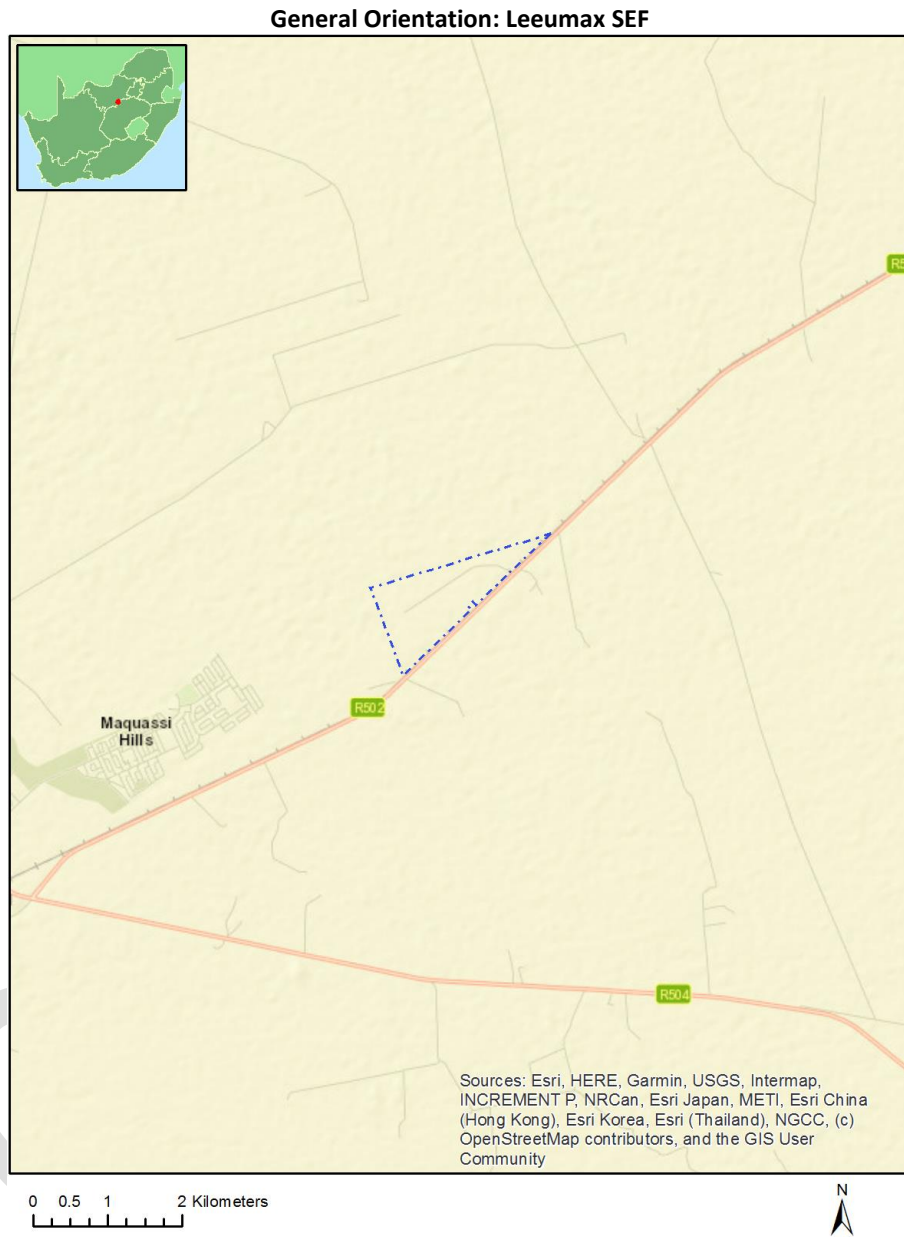 General Orientation: Leeumax SEF
R5
Maquassi
Hills
R502
R504
Sources: Esri, HERE, Garmin, USGS, Intermap,
INCREMENT P, NRCan, Esri Japan, METI, Esri China
(Hong Kong), Esri Korea, Esri (Thailand), NGCC, (c)
OpenStreetMap contributors, and the GIS User
Community
0 0.5 1 2 Kilometers
N